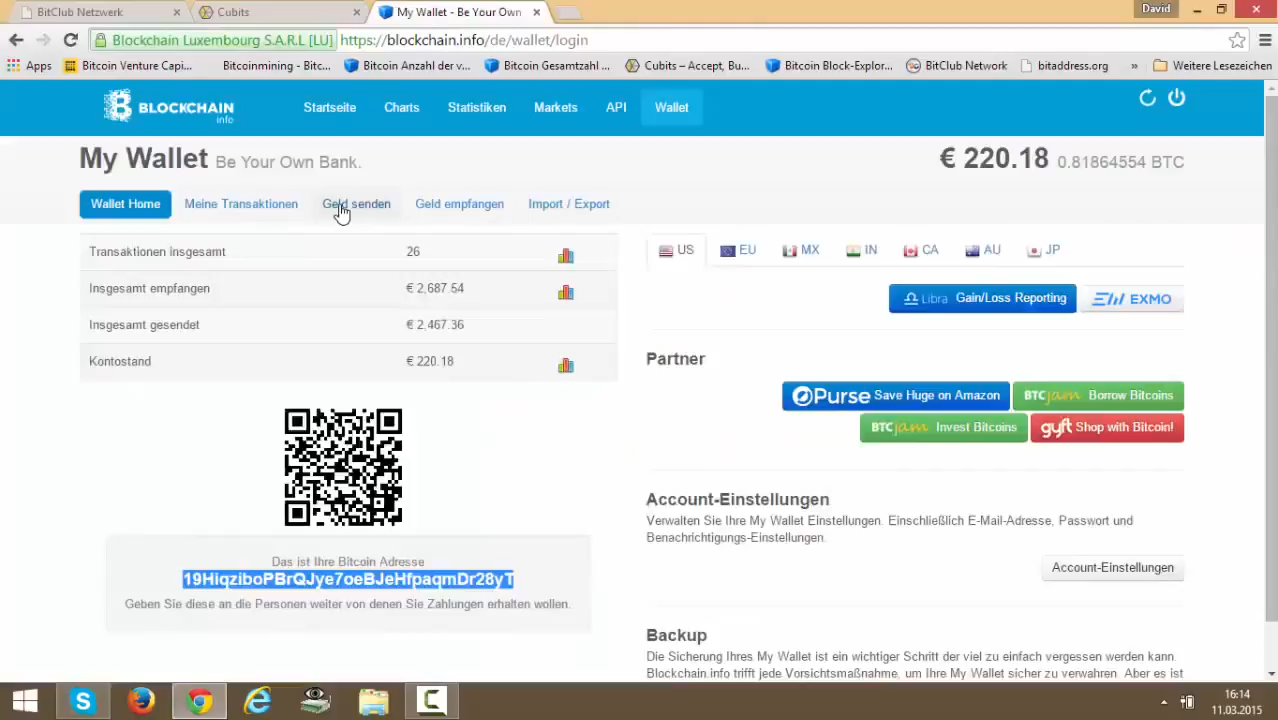 BitClub Netzwerk
Cubits
My Wallet - Be Your Own
David
Blockchain Luxembourg S.A.R.L [LU] https://blockchain.info/de/wallet/login
Apps Bitcoin Venture Capi... Bitcoinmining - Bitc... Bitcoin Anzahl der v... Bitcoin Gesamtzahl ... Cubits – Accept, Bu... Bitcoin Block-Explor... BitClub Network bitaddress.org » Weitere Lesezeichen
BLOCKCHAIN info Startseite Charts Statistiken Markets API Wallet
My Wallet Be Your Own Bank. € 220.18 0.81864554 BTC
Wallet Home Meine Transaktionen Geld senden Geld empfangen Import / Export
Transaktionen insgesamt 26
Insgesamt empfangen € 2,687.54
Insgesamt gesendet € 2,467.36
Kontostand € 220.18
Das ist Ihre Bitcoin Adresse
19HiqziboPBrQJye7oeBJeHfpaqmDr28yT
Geben Sie diese an die Personen weiter von denen Sie Zahlungen erhalten wollen.
US EU MX IN CA AU JP
Libra Gain/Loss Reporting EXMO
Partner
Purse Save Huge on Amazon BTCjam Borrow Bitcoins
BTCjam Invest Bitcoins gyft Shop with Bitcoin!
Account-Einstellungen
Verwalten Sie Ihre My Wallet Einstellungen. Einschließlich E-Mail-Adresse, Passwort und
Benachrichtigungs-Einstellungen.
Account-Einstellungen
Backup
Die Sicherung Ihres My Wallet ist ein wichtiger Schritt der viel zu einfach vergessen werden kann.
Blockchain.info trifft jede Vorsichtsmaßnahme, um Ihre My Wallet sicher zu verwahren. Aber es ist
16:14
11.03.2015